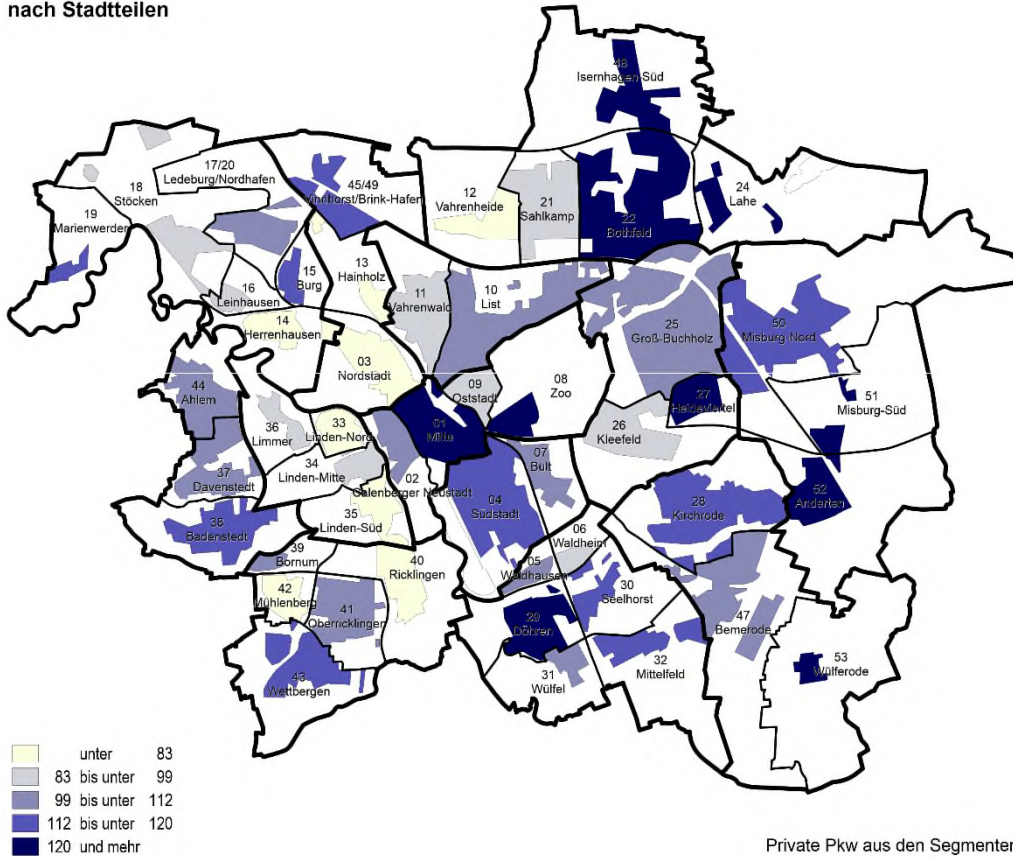 nach Stadtteilen
46
Isernhagen-Süd
17/20
Ledeburg/Nordhafen
45/49
Vinnhorst/Brink-Hafen
12
Vahrenheide
21
Sahlkamp
22
Bothfeld
24
Lahe
18
Stöcken
19
Marienwerder
16
Leinhausen
15
Burg
13
Hainholz
11
Vahrenwald
10
List
14
Herrenhausen
03
Nordstadt
25
Groß-Buchholz
50
Misburg-Nord
09
Oststadt
08
Zoo
27
Heideviertel
51
Misburg-Süd
44
Ahlem
36
Limmer
33
Linden-Nord
01
Mitte
26
Kleefeld
37
Davenstedt
34
Linden-Mitte
02
Calenberger Neustadt
07
Bult
04
Südstadt
28
Kirchrode
52
Anderten
38
Badenstedt
35
Linden-Süd
06
Waldheim
39
Bornum
40
Ricklingen
05
Waldhausen
30
Seelhorst
42
Mühlenberg
41
Oberricklingen
29
Döhren
47
Bemerode
43
Wettbergen
31
Wülfel
32
Mittelfeld
53
Wülferode
unter 83
83 bis unter 99
99 bis unter 112
112 bis unter 120
120 und mehr
Private Pkw aus den Segmenten